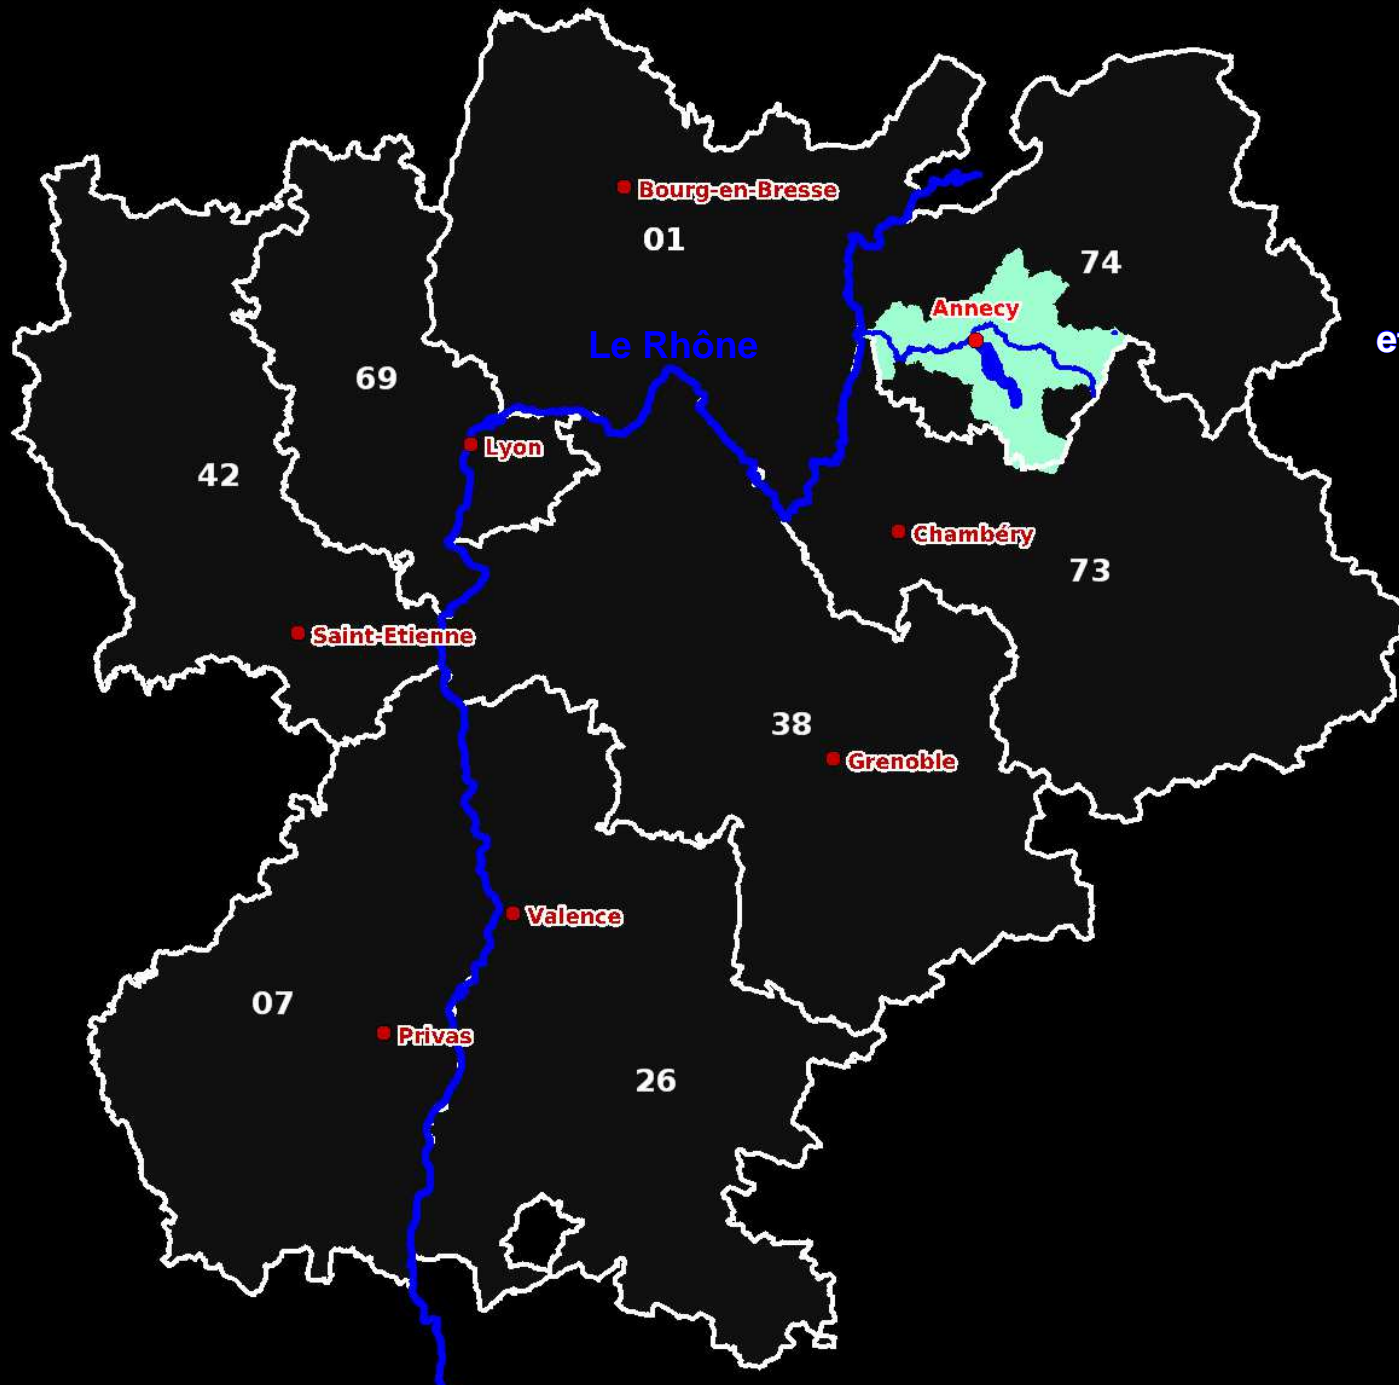 Bourg-en-Bresse
01
74
Annecy
Le Rhône
69
Lyon
42
Chambéry
73
Saint-Etienne
38
Grenoble
Valence
07
Privas
26